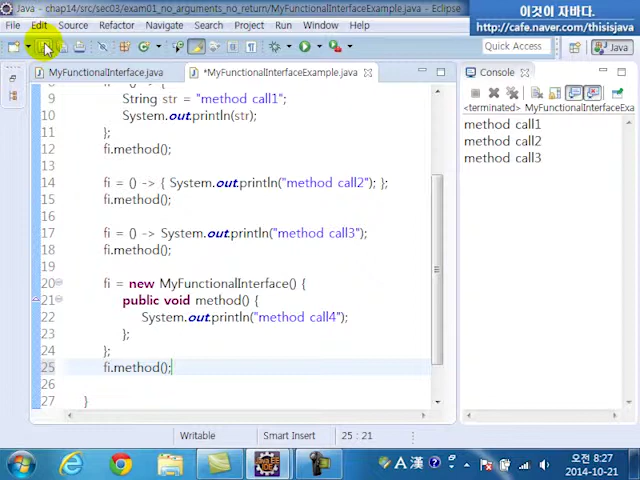 Java - chap14/src/sec03/exam01_no_arguments_no_return/MyFunctionalInterfaceExample.java - Eclipse
이것이 자바다.
http://cafe.naver.com/thisisjava
File Edit Source Refactor Navigate Search Project Run Window Help
Quick Access
Java
MyFunctionalInterface.java
*MyFunctionalInterfaceExample.java
9 String str = "method call1";
10 System.out.println(str);
11 };
12 fi.method();
13
14 fi = () -> { System.out.println("method call2"); };
15 fi.method();
16
17 fi = () -> System.out.println("method call3");
18 fi.method();
19
20 fi = new MyFunctionalInterface() {
21 public void method() {
22 System.out.println("method call4");
23 };
24 };
25 fi.method();
26
27 }
Console
<terminated> MyFunctionalInterfaceExa
method call1
method call2
method call3
Writable
Smart Insert
25 : 21
A 漢
오전 8:27
2014-10-21